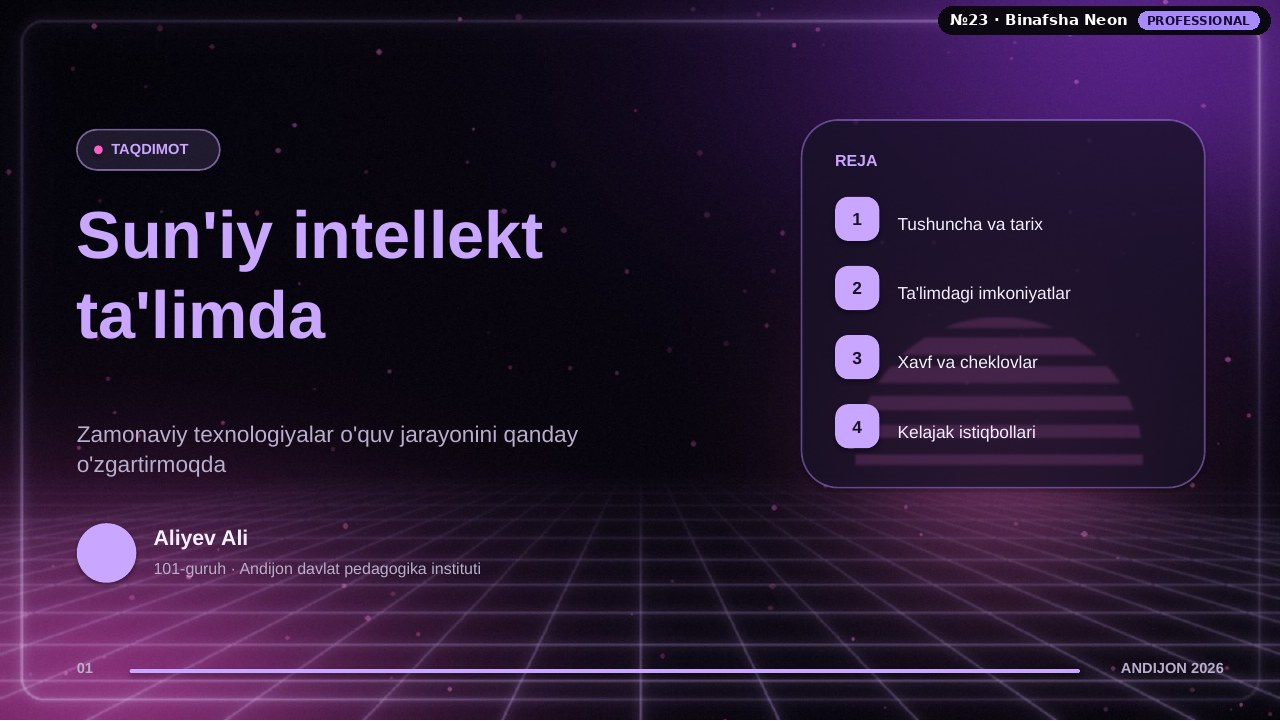 №23 · Binafsha Neon PROFESSIONAL
TAQDIMOT
Sun'iy intellekt
ta'limda
Zamonaviy texnologiyalar o'quv jarayonini qanday
o'zgartirmoqda
Aliyev Ali
101-guruh · Andijon davlat pedagogika instituti
REJA
1 Tushuncha va tarix
2 Ta'limdagi imkoniyatlar
3 Xavf va cheklovlar
4 Kelajak istiqbollari
01
ANDIJON 2026